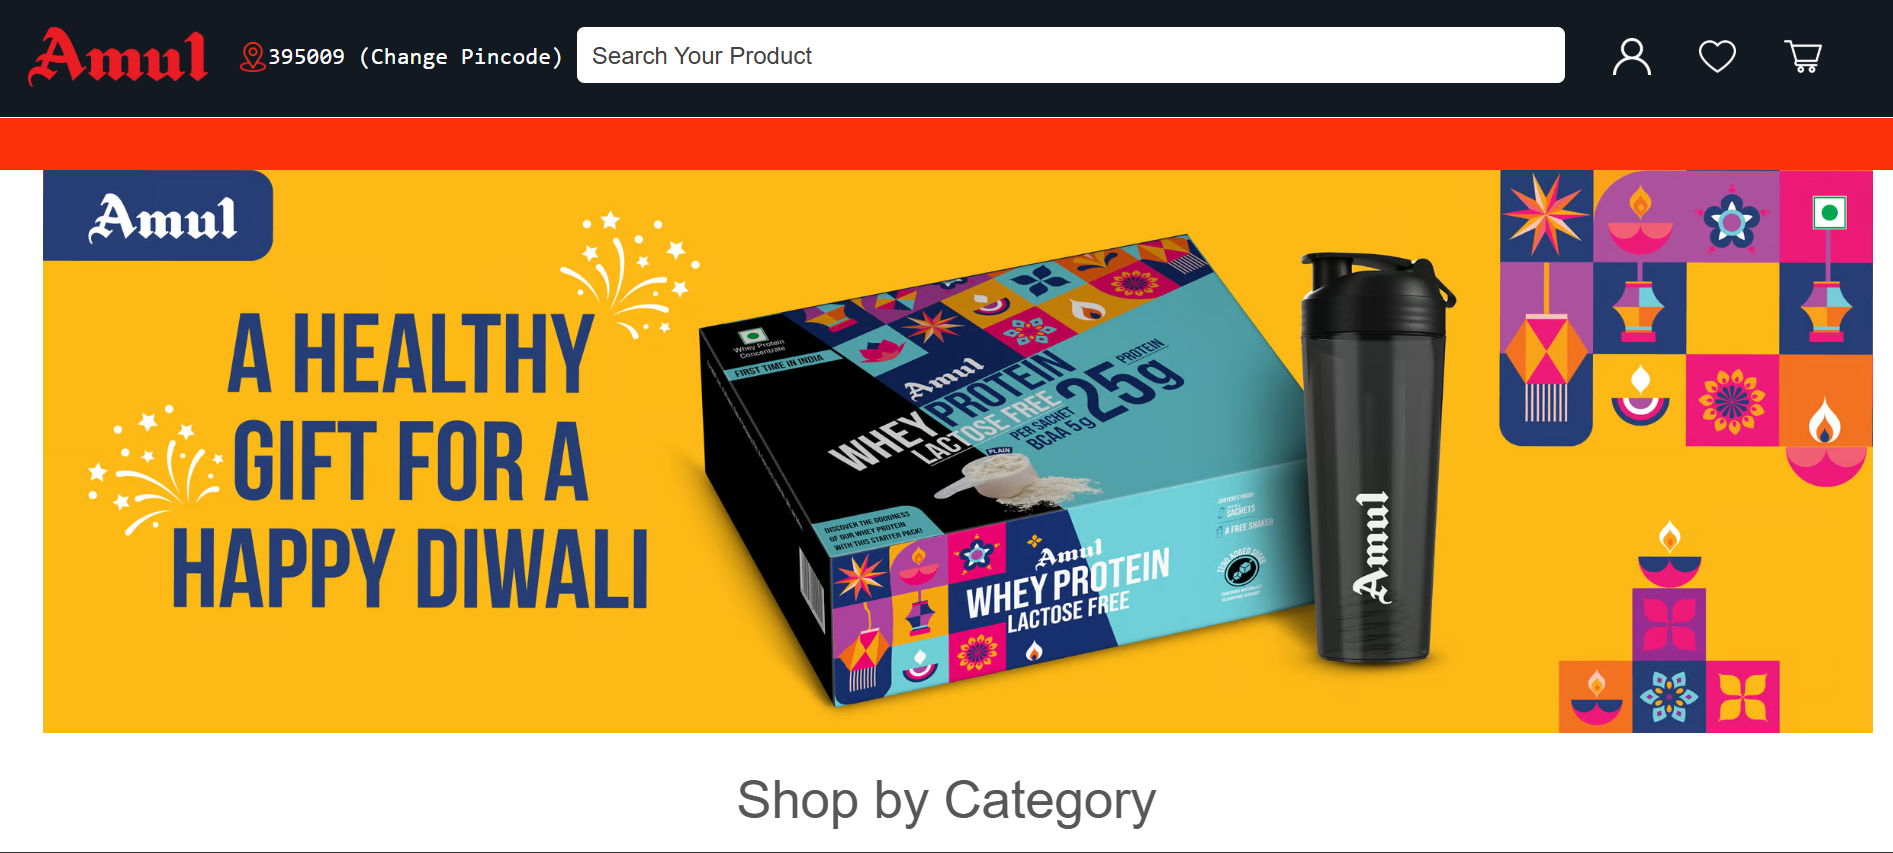 Amul
395009 (Change Pincode)
Search Your Product
Amul
A HEALTHY
GIFT FOR A
HAPPY DIWALI
Whey Protein
Concentrate
FIRST TIME IN INDIA
Amul
WHEY PROTEIN
LACTOSE FREE
PER SACHET
BCAA 5g
25g
PROTEIN
PLAIN
DISCOVER THE GOODNESS
OF OUR WHEY PROTEIN
WITH THIS STARTER PACK!
Amul
WHEY PROTEIN
LACTOSE FREE
CONTENTS INSIDE:
SACHETS
A FREE SHAKER
ZERO ADDED SUGAR
Amul
Shop by Category